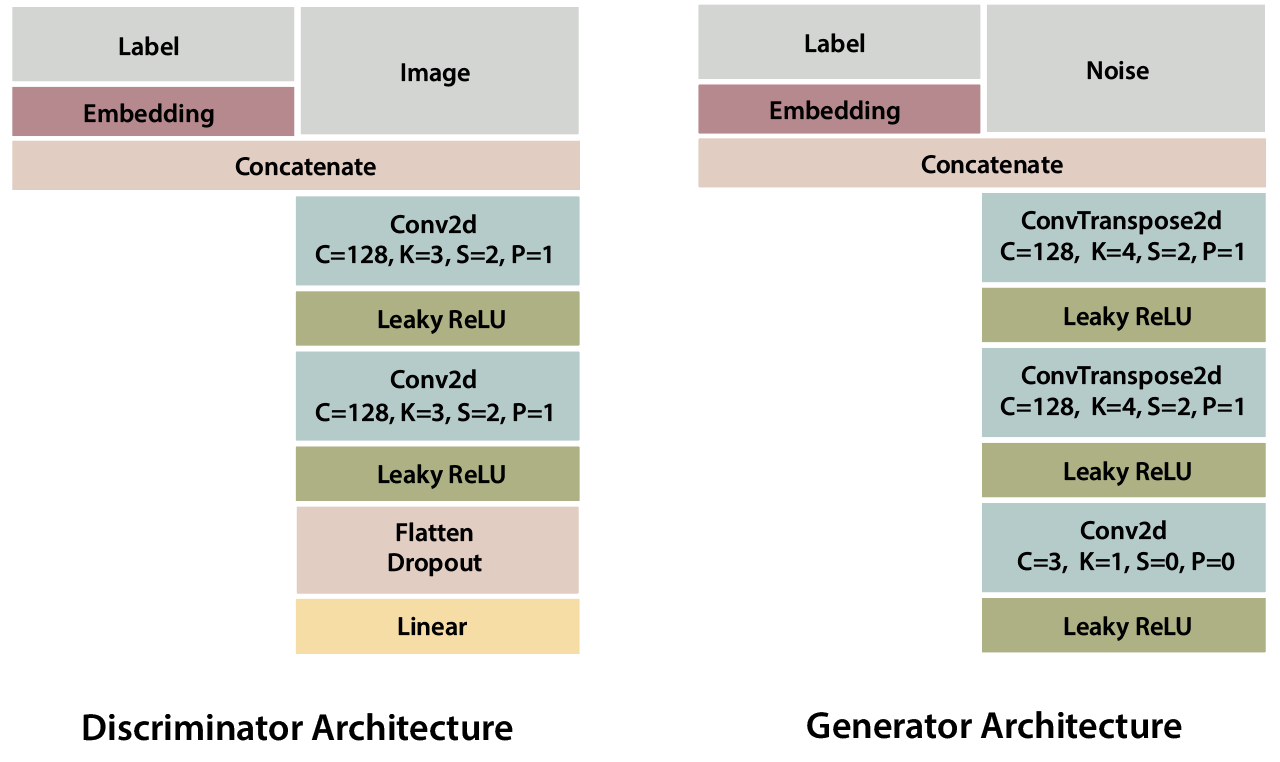 Label
Image
Embedding
Concatenate
Conv2d
C=128, K=3, S=2, P=1
Leaky ReLU
Conv2d
C=128, K=3, S=2, P=1
Leaky ReLU
Flatten
Dropout
Linear
Discriminator Architecture
Label
Noise
Embedding
Concatenate
ConvTranspose2d
C=128, K=4, S=2, P=1
Leaky ReLU
ConvTranspose2d
C=128, K=4, S=2, P=1
Leaky ReLU
Conv2d
C=3, K=1, S=0, P=0
Leaky ReLU
Generator Architecture